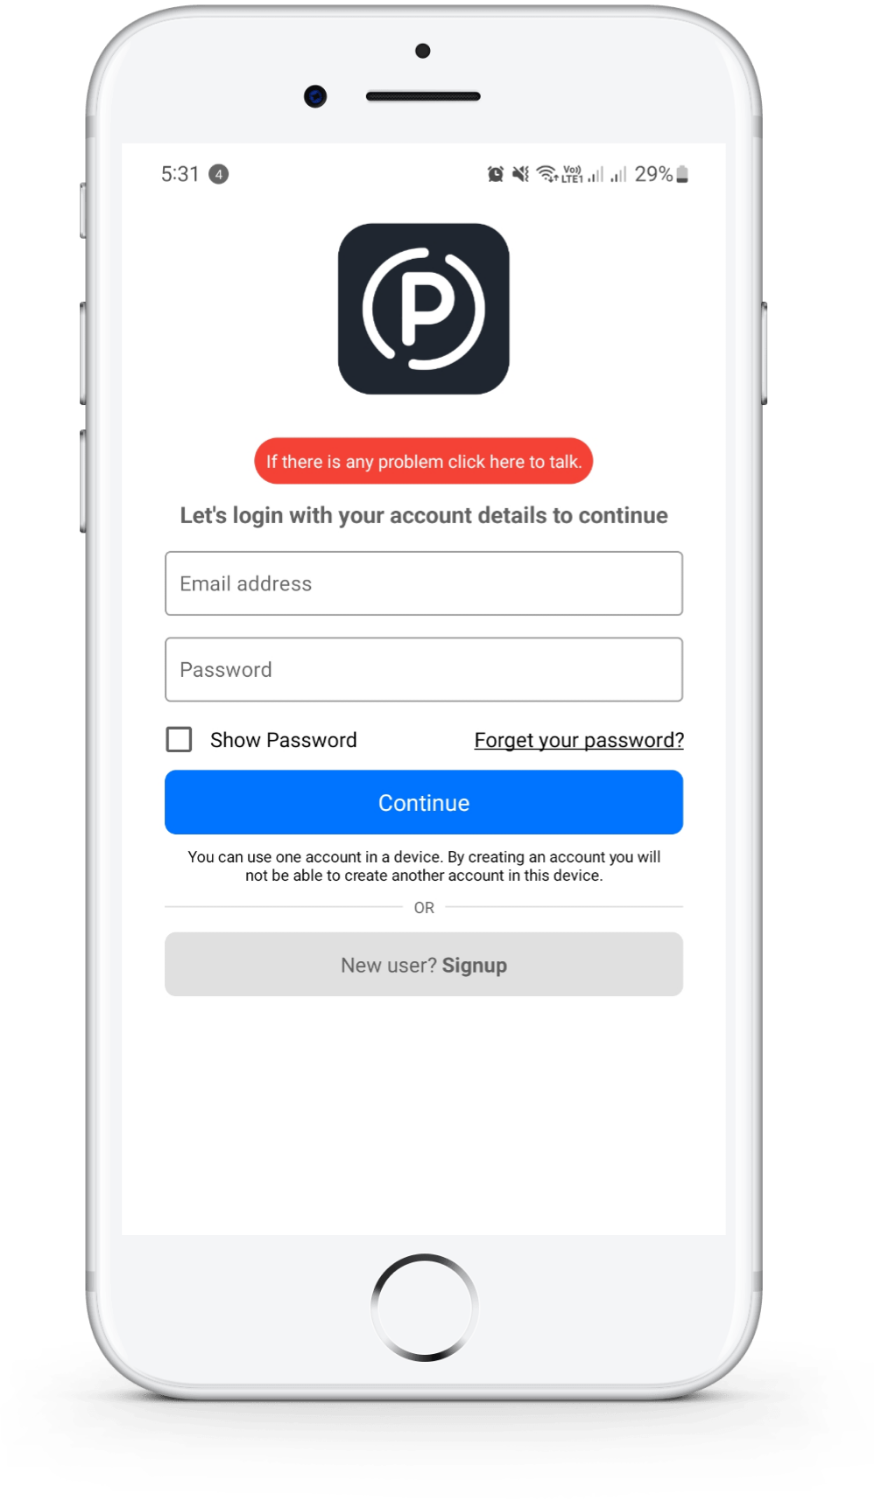 5:31 4 Vo) LTE1 29%
P
If there is any problem click here to talk.
Let's login with your account details to continue
Email address
Password
Show Password Forget your password?
Continue
You can use one account in a device. By creating an account you will
not be able to create another account in this device.
OR
New user? Signup